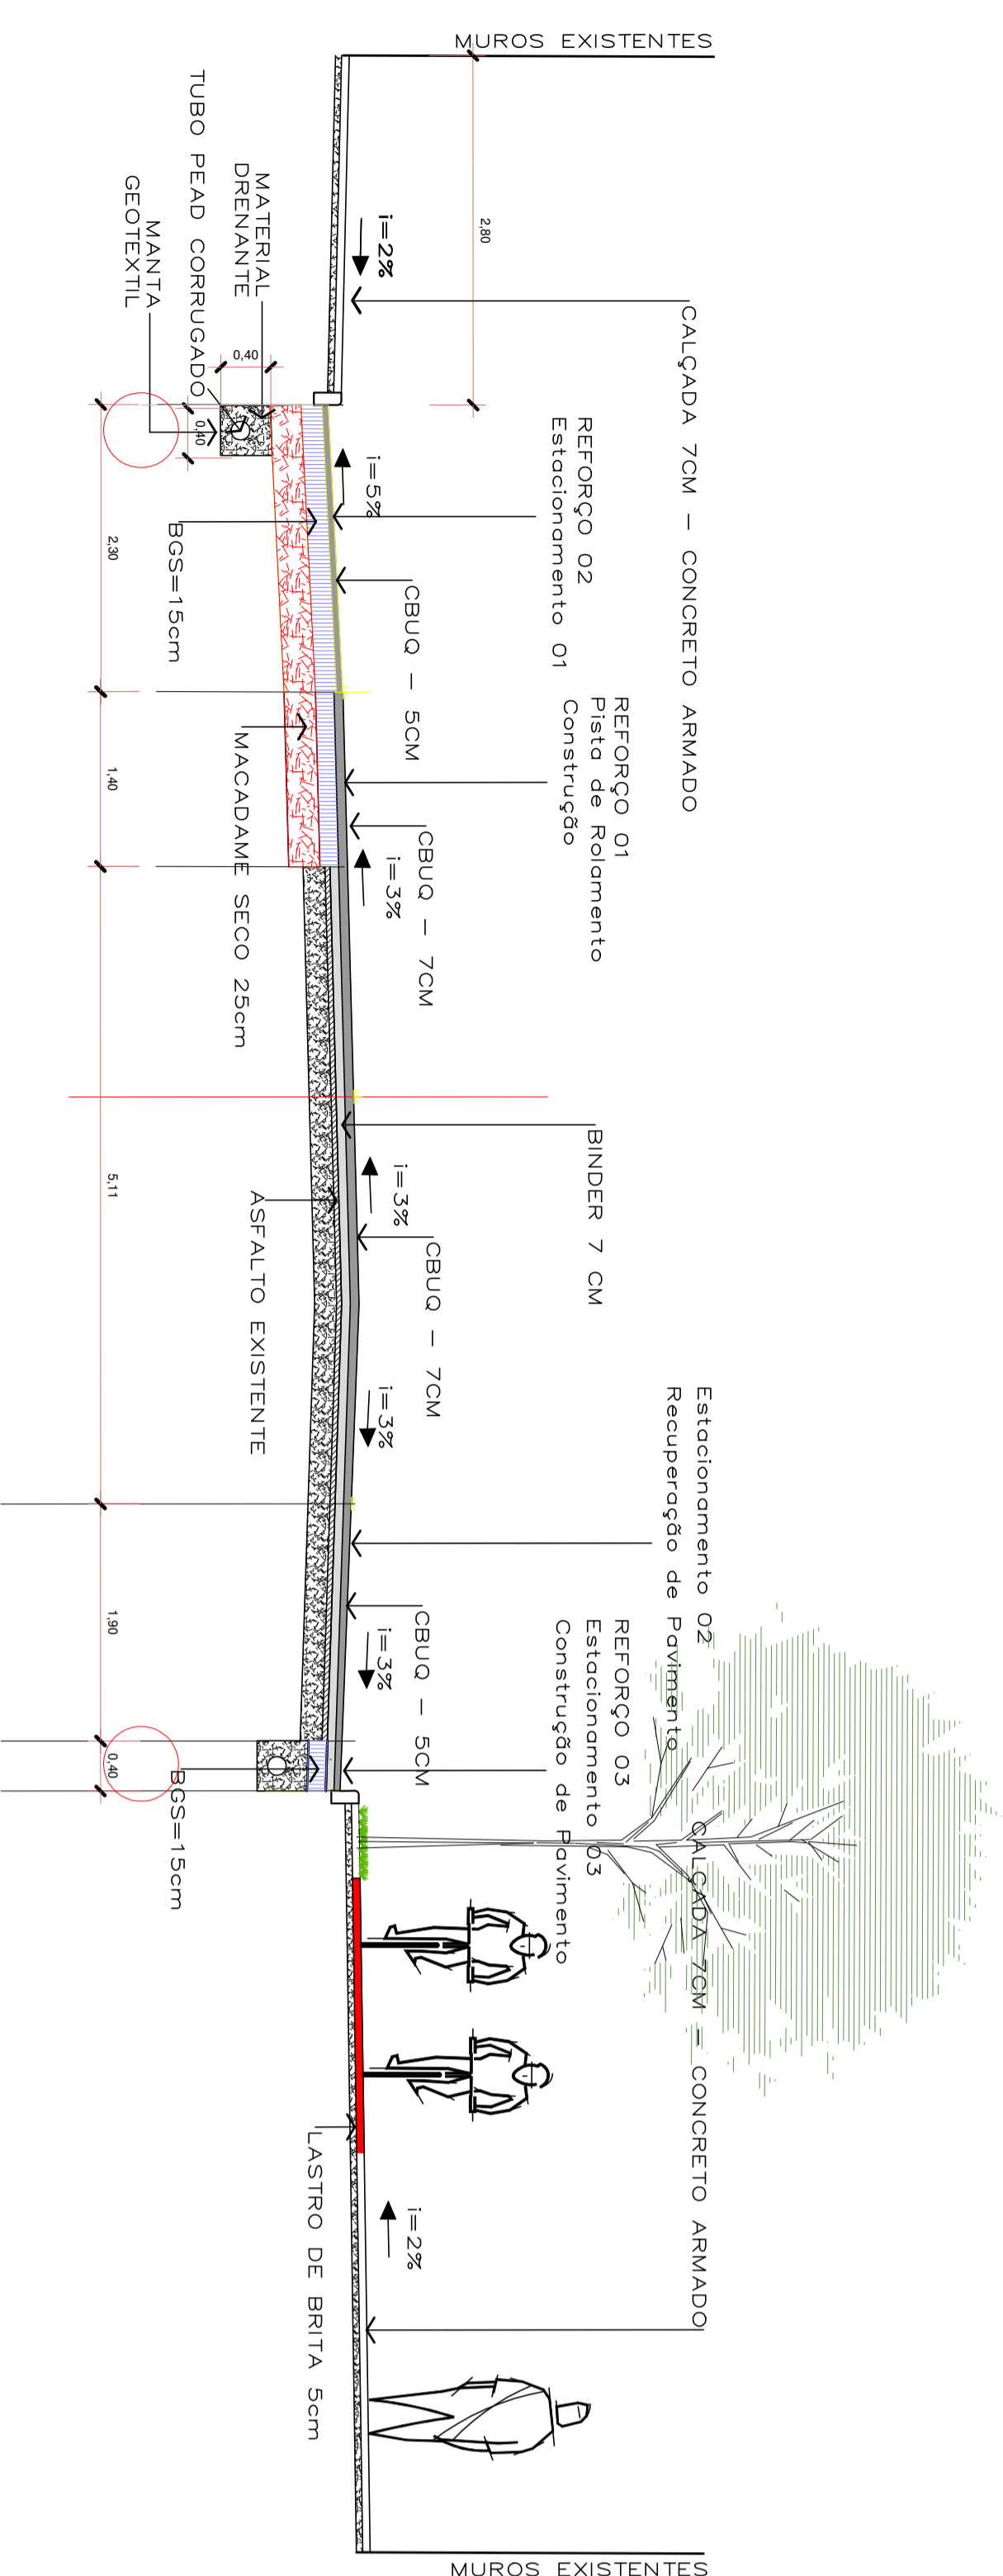 MUROS EXISTENTES
2,80
i=2%
CALÇADA 7CM – CONCRETO ARMADO
TUBO PEAD CORRUGADO
MATERIAL
DRENANTE
MANTA
GEOTEXTIL
0,40
0,40
REFORÇO 02
Estacionamento 01
i=5%
CBUQ – 5CM
BGS=15cm
2,30
REFORÇO 01
Pista de Rolamento
Construção
CBUQ – 7CM
i=3%
MACADAME SECO 25cm
1,40
BINDER 7 CM
i=3%
CBUQ – 7CM
ASFALTO EXISTENTE
5,11
i=3%
Estacionamento 02
Recuperação de Pavimento
CBUQ – 5CM
i=3%
1,90
REFORÇO 03
Estacionamento 03
Construção de Pavimento
0,40
BGS=15cm
CALÇADA 7CM – CONCRETO ARMADO
LASTRO DE BRITA 5cm
i=2%
MUROS EXISTENTES